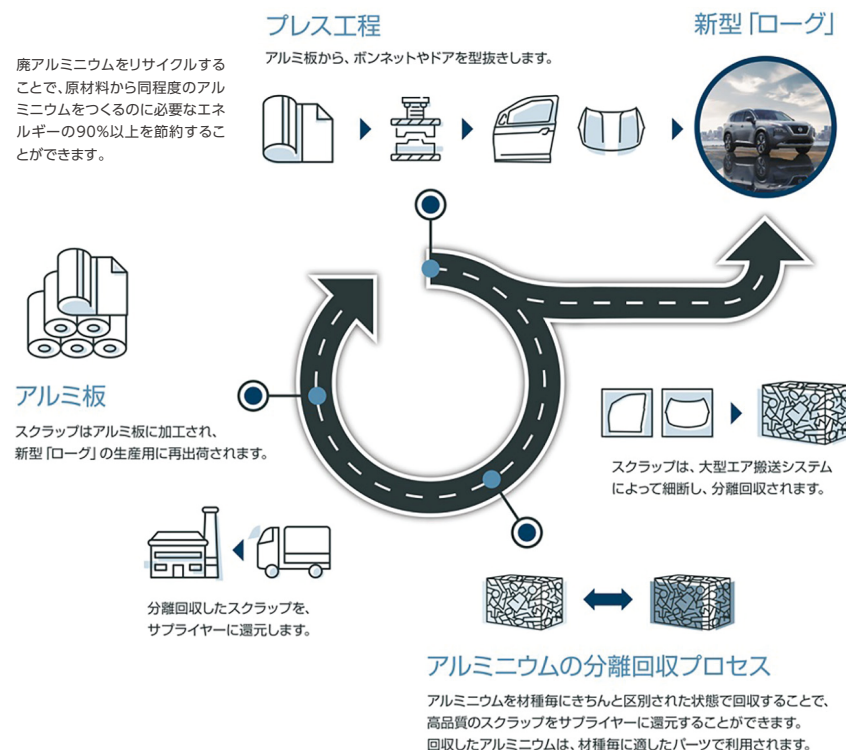 プレス工程
アルミ板から、ボンネットやドアを型抜きします。
新型「ローグ」
廃アルミニウムをリサイクルする
ことで、原材料から同程度のアル
ミニウムをつくるのに必要なエネ
ルギーの90%以上を節約するこ
とができます。
アルミ板
スクラップはアルミ板に加工され、
新型「ローグ」の生産用に再出荷されます。
スクラップは、大型エア搬送システム
によって細断し、分離回収されます。
分離回収したスクラップを、
サプライヤーに還元します。
アルミニウムの分離回収プロセス
アルミニウムを材種毎にきちんと区別された状態で回収することで、
高品質のスクラップをサプライヤーに還元することができます。
回収したアルミニウムは、材種毎に適したパーツで利用されます。